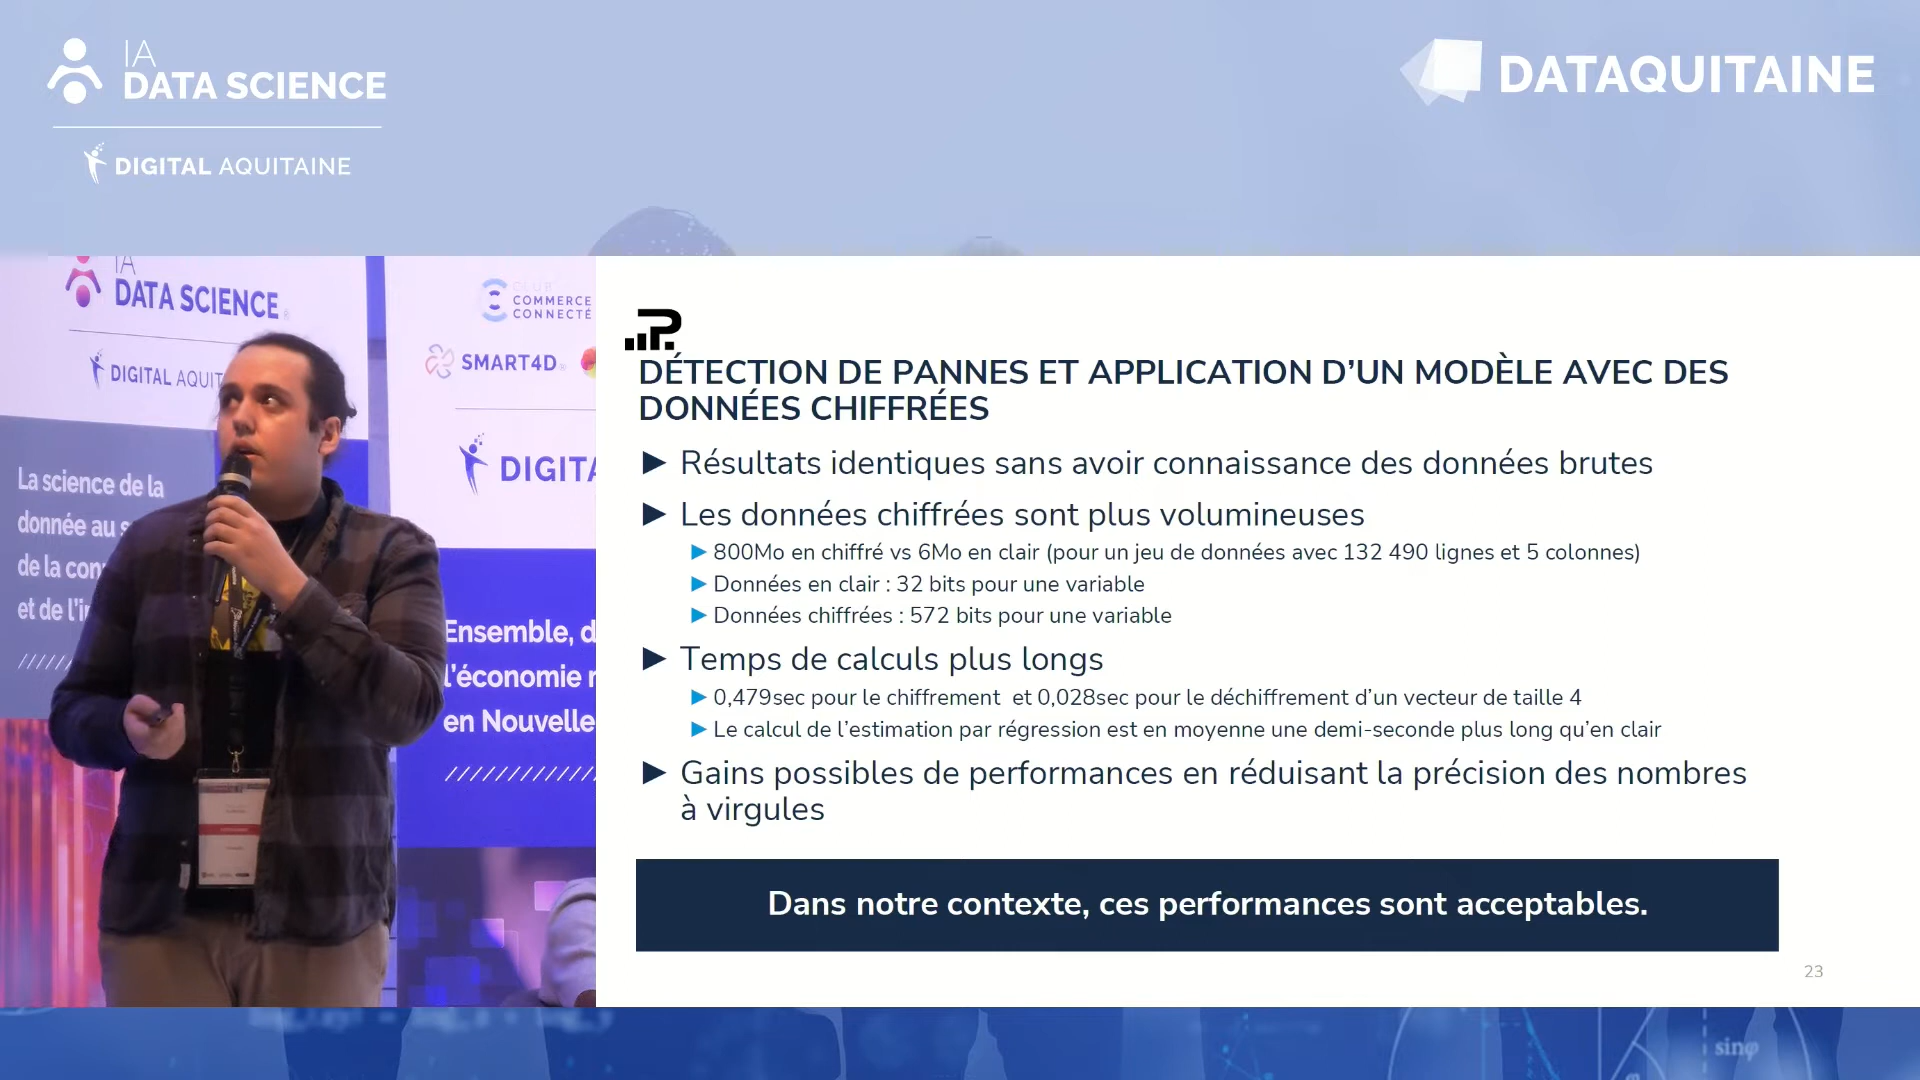 IA
DATA SCIENCE
DIGITAL AQUITAINE
DATAQUITAINE
IA
DATA SCIENCE
DIGITAL AQUIT
La science de la
donnée au s
de la con
et de l'i
CLUB
COMMERCE
CONNECTÉ
SMART4D
DIGITA
Ensemble, d
l'économie r
en Nouvelle
DÉTECTION DE PANNES ET APPLICATION D'UN MODÈLE AVEC DES
DONNÉES CHIFFRÉES
► Résultats identiques sans avoir connaissance des données brutes
► Les données chiffrées sont plus volumineuses
► 800Mo en chiffré vs 6Mo en clair (pour un jeu de données avec 132 490 lignes et 5 colonnes)
► Données en clair : 32 bits pour une variable
► Données chiffrées : 572 bits pour une variable
► Temps de calculs plus longs
► 0,479sec pour le chiffrement et 0,028sec pour le déchiffrement d'un vecteur de taille 4
► Le calcul de l'estimation par régression est en moyenne une demi-seconde plus long qu'en clair
► Gains possibles de performances en réduisant la précision des nombres
à virgules
Dans notre contexte, ces performances sont acceptables.
23
sinφ